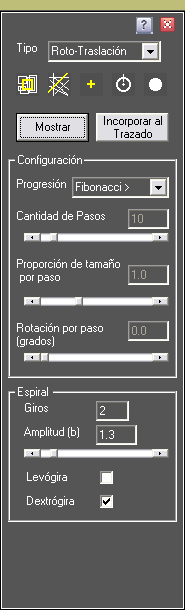 Tipo Roto-Traslación
Mostrar
Incorporar al
Trazado
Configuración
Progresión Fibonacci >
Cantidad de Pasos 10
Proporción de tamaño
por paso 1.0
Rotación por paso
(grados) 0.0
Espiral
Giros 2
Amplitud (b) 1.3
Levógira
Dextrógira